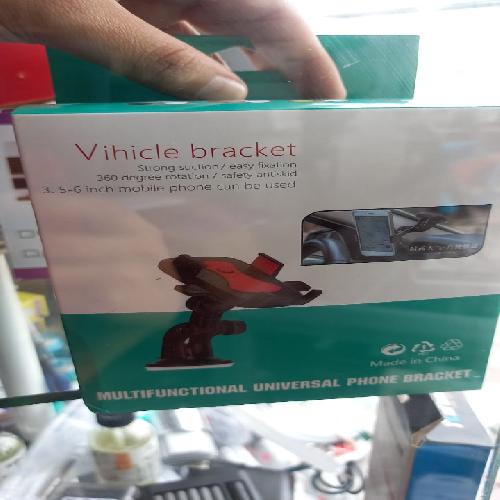 Vihicle bracket
Strong suction / easy fixation
360 degree rotation / safety antiskid
3.5-6 inch mobile phone can be used
Made in China
MULTIFUNCTIONAL UNIVERSAL PHONE BRACKET